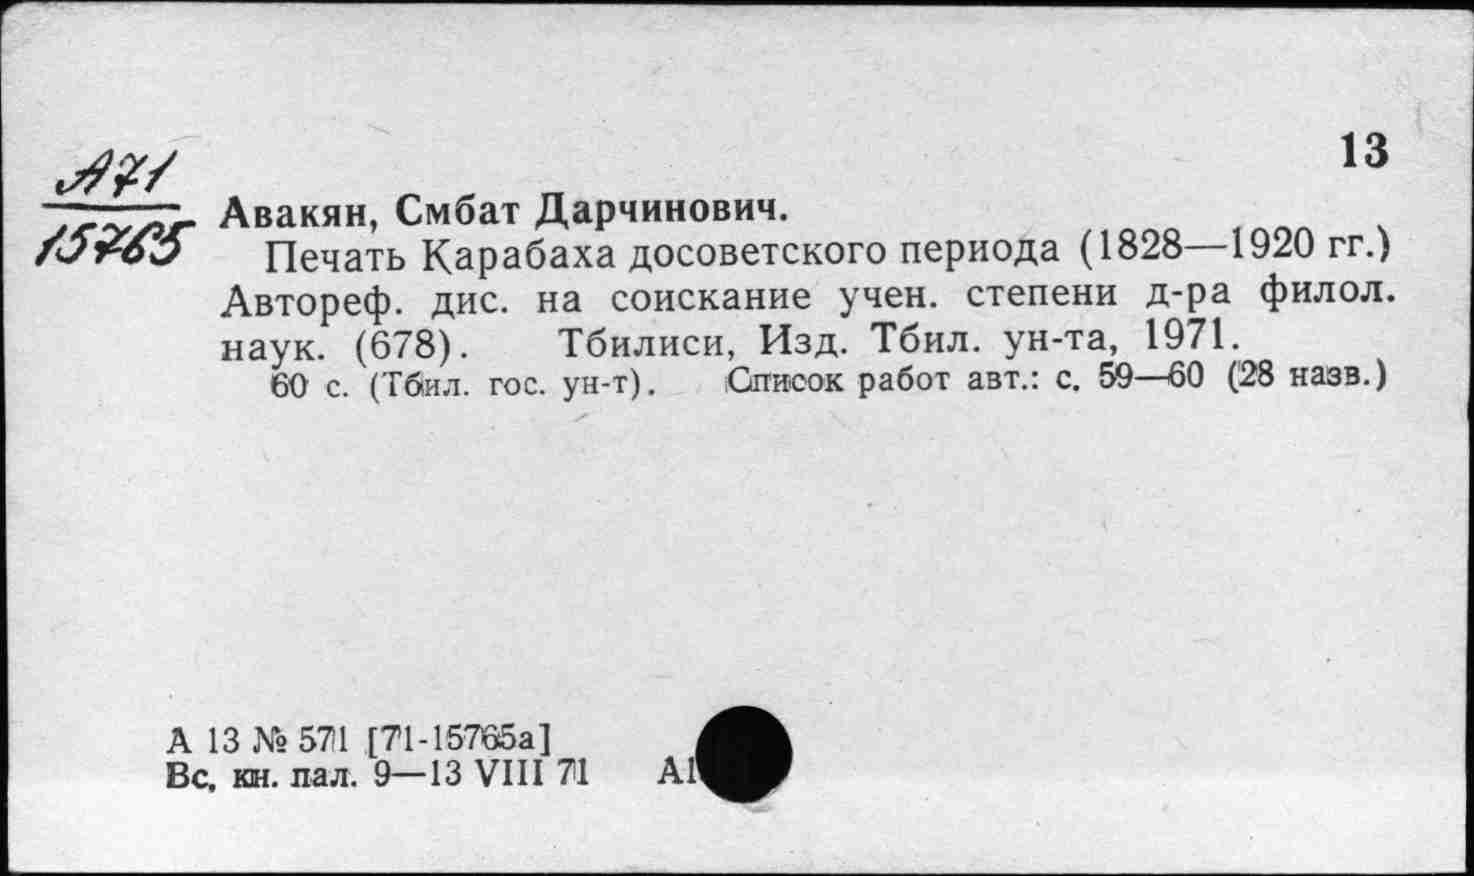 13
А71
15765
Авакян, Смбат Дарчинович.
Печать Карабаха досоветского периода (1828—1920 гг.)
Автореф. дис. на соискание учен. степени д-ра филол.
наук. (678). Тбилиси, Изд. Тбил. ун-та, 1971.
60 с. (Тбил. гос. ун-т). Список работ авт.: с. 59—60 (28 назв.)
А 13 № 571 [71-15765а]
Вс. кн. пал. 9—13 VIII 71 А1